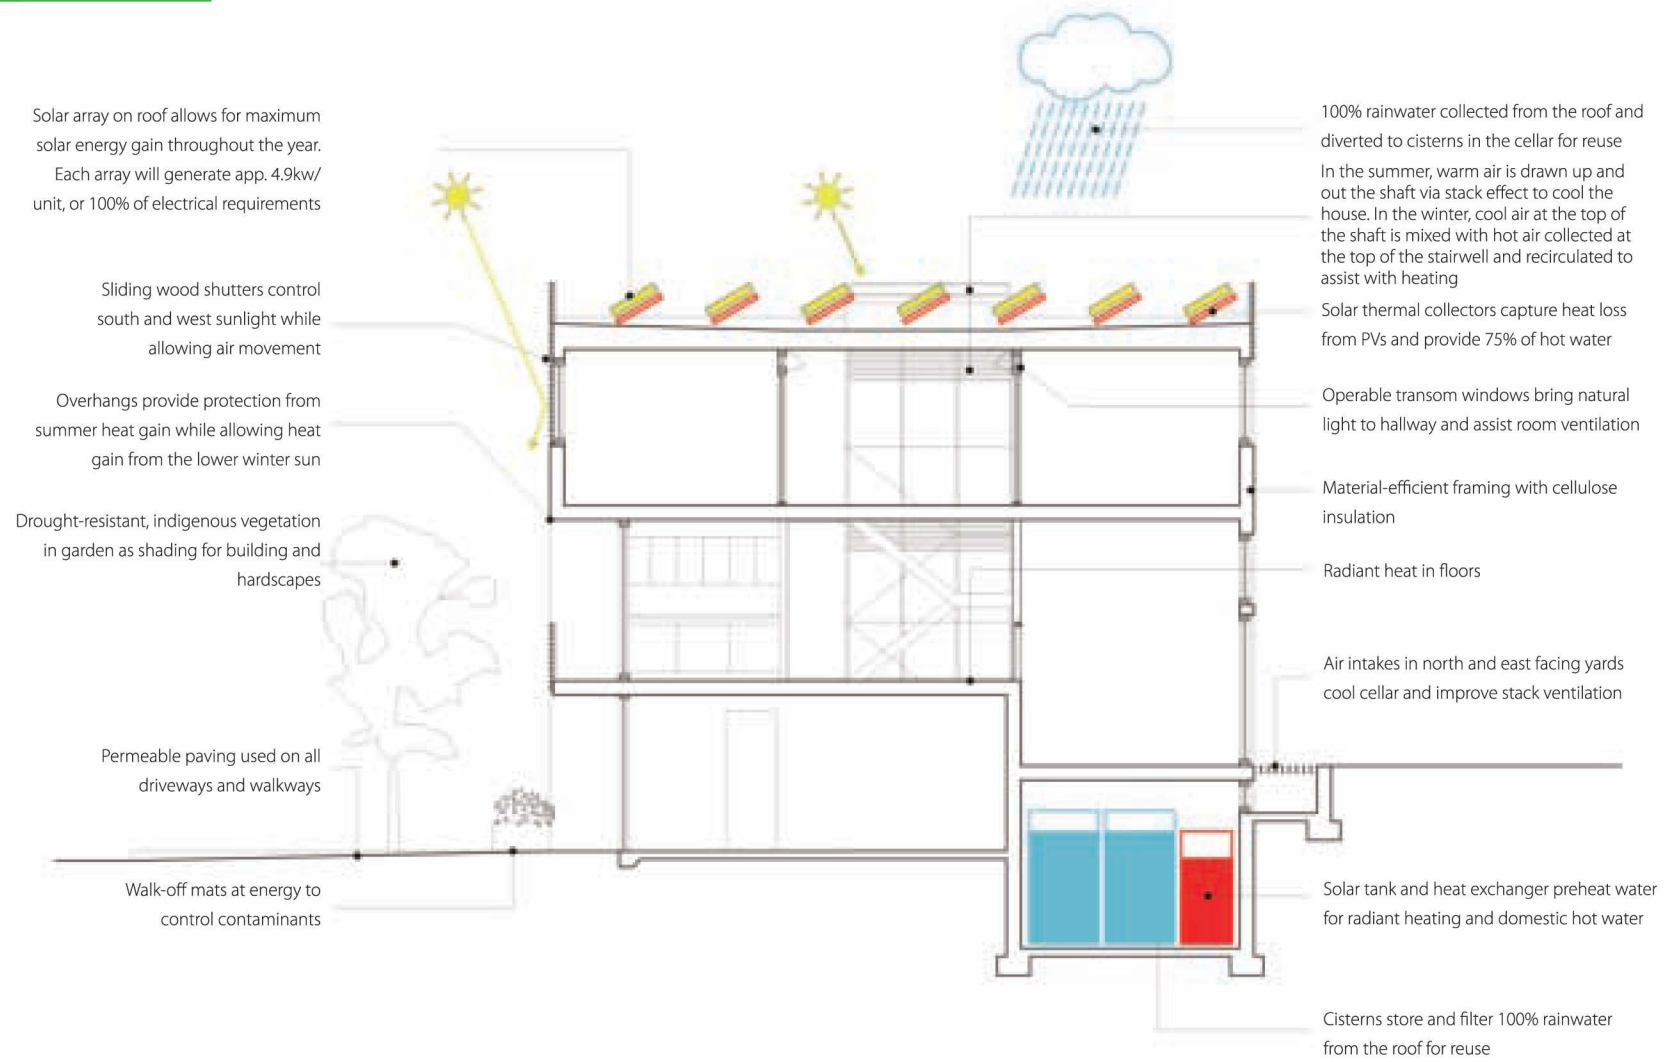 Solar array on roof allows for maximum
solar energy gain throughout the year.
Each array will generate app. 4.9kw/
unit, or 100% of electrical requirements
Sliding wood shutters control
south and west sunlight while
allowing air movement
Overhangs provide protection from
summer heat gain while allowing heat
gain from the lower winter sun
Drought-resistant, indigenous vegetation
in garden as shading for building and
hardscapes
Permeable paving used on all
driveways and walkways
Walk-off mats at energy to
control contaminants
100% rainwater collected from the roof and
diverted to cisterns in the cellar for reuse
In the summer, warm air is drawn up and
out the shaft via stack effect to cool the
house. In the winter, cool air at the top of
the shaft is mixed with hot air collected at
the top of the stairwell and recirculated to
assist with heating
Solar thermal collectors capture heat loss
from PVs and provide 75% of hot water
Operable transom windows bring natural
light to hallway and assist room ventilation
Material-efficient framing with cellulose
insulation
Radiant heat in floors
Air intakes in north and east facing yards
cool cellar and improve stack ventilation
Solar tank and heat exchanger preheat water
for radiant heating and domestic hot water
Cisterns store and filter 100% rainwater
from the roof for reuse